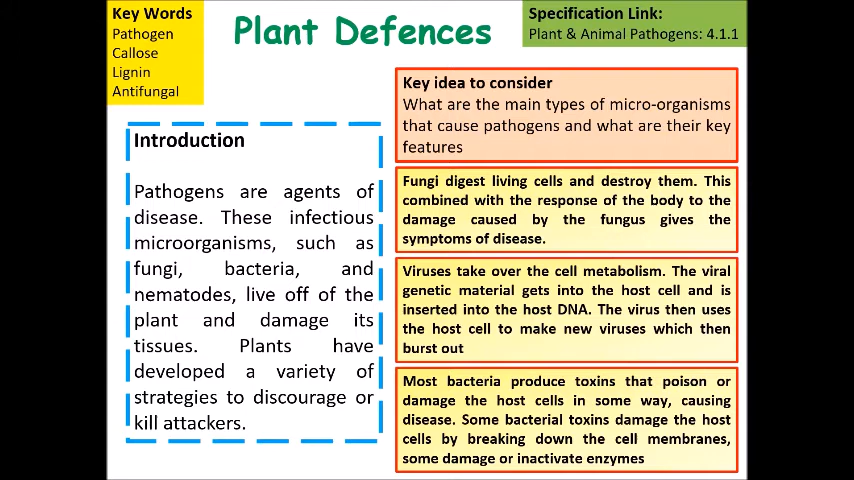 Key Words
Pathogen
Callose
Lignin
Antifungal
Plant Defences
Specification Link:
Plant & Animal Pathogens: 4.1.1
Introduction
Pathogens are agents of
disease. These infectious
microorganisms, such as
fungi, bacteria, and
nematodes, live off of the
plant and damage its
tissues. Plants have
developed a variety of
strategies to discourage or
kill attackers.
Key idea to consider
What are the main types of micro-organisms
that cause pathogens and what are their key
features
Fungi digest living cells and destroy them. This
combined with the response of the body to the
damage caused by the fungus gives the
symptoms of disease.
Viruses take over the cell metabolism. The viral
genetic material gets into the host cell and is
inserted into the host DNA. The virus then uses
the host cell to make new viruses which then
burst out
Most bacteria produce toxins that poison or
damage the host cells in some way, causing
disease. Some bacterial toxins damage the host
cells by breaking down the cell membranes,
some damage or inactivate enzymes